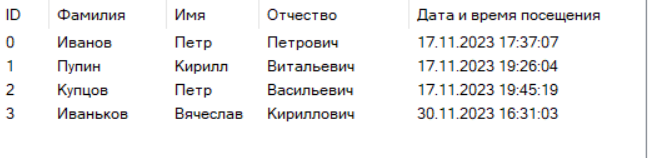 ID Фамилия Имя Отчество Дата и время посещения
0 Иванов Петр Петрович 17.11.2023 17:37:07
1 Пупин Кирилл Витальевич 17.11.2023 19:26:04
2 Купцов Петр Васильевич 17.11.2023 19:45:19
3 Иваньков Вячеслав Кириллович 30.11.2023 16:31:03